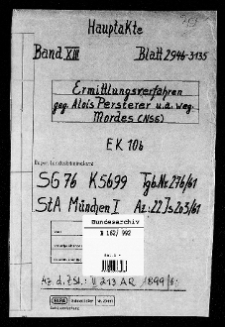 Hauptakte
Band XIII Blatt 2946-3135
Ermittlungsverfahren
geg. Alois Persterer u.a. weg.
Mordes (NSG)
EK 10b
SG 76 K 5699 Tgb.Nr. 276/61
StA München I Az.: 22 Js 203/61
Bundesarchiv
B 162/ 992
Az. d. ZSt.: II 213 AR 1899/6